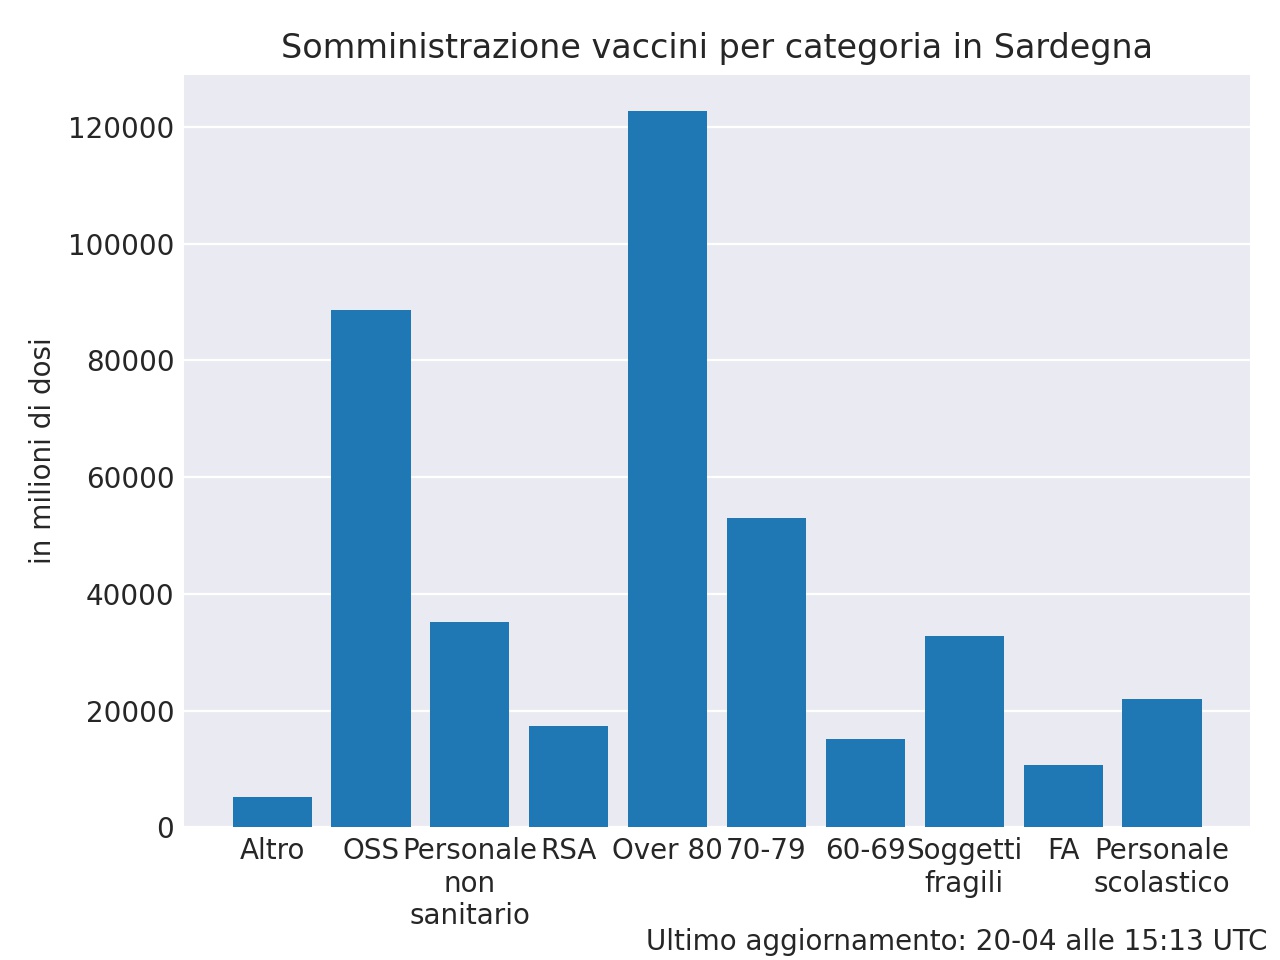 Somministrazione vaccini per categoria in Sardegna
in milioni di dosi
120000
100000
80000
60000
40000
20000
0
Altro
OSS
Personale
non
sanitario
RSA
Over 80
70-79
60-69
Soggetti
fragili
FA
Personale
scolastico
Ultimo aggiornamento: 20-04 alle 15:13 UTC